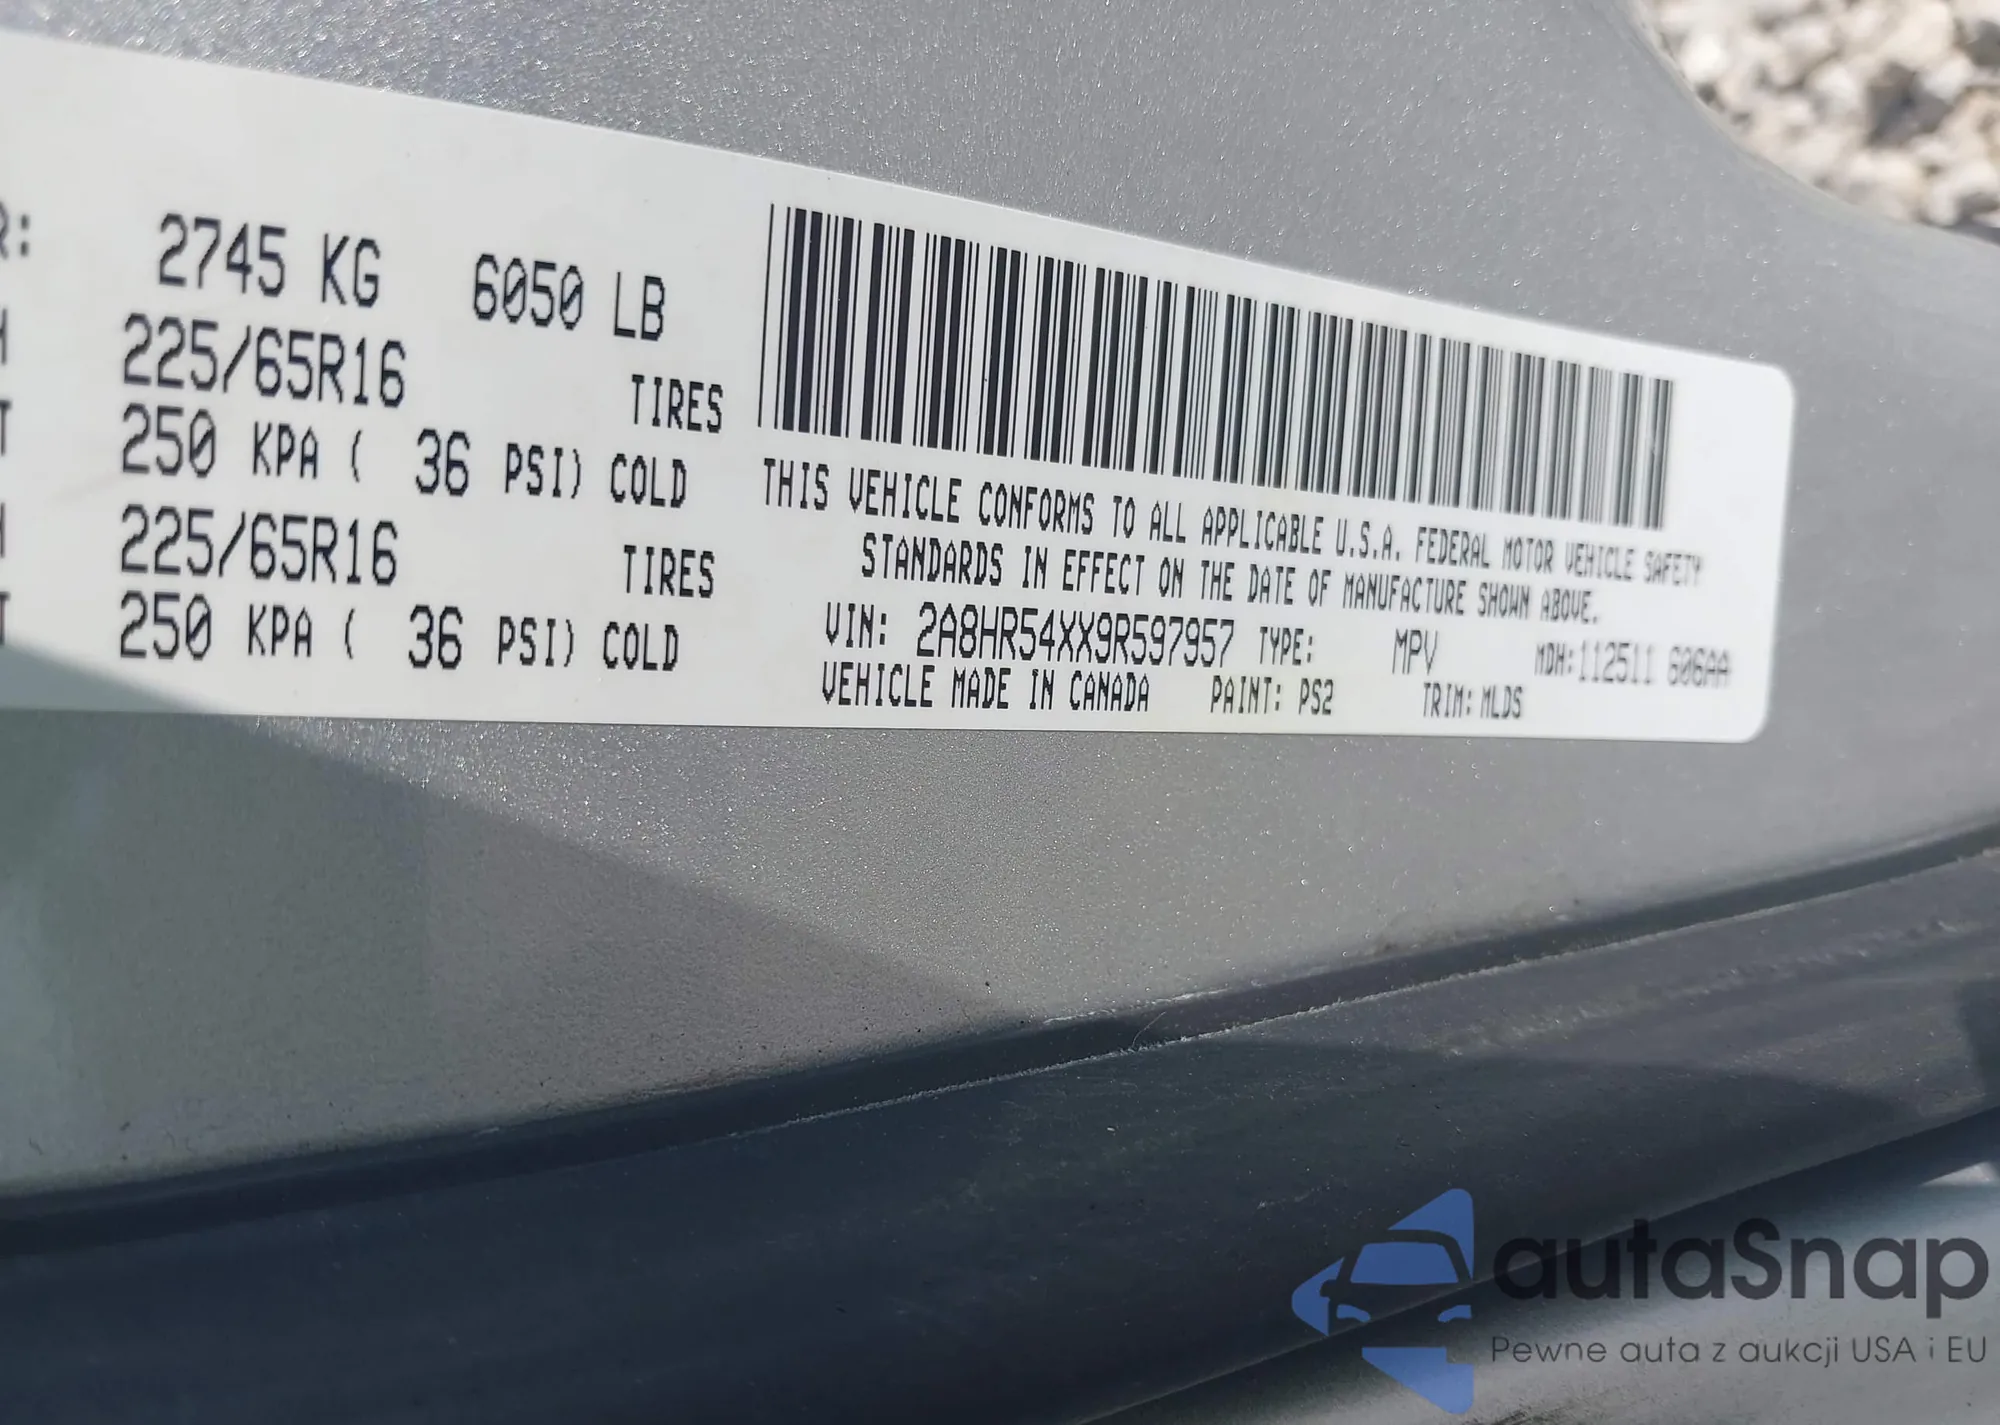 R: 2745 KG 6050 LB
225/65R16 TIRES
250 KPA ( 36 PSI) COLD
225/65R16 TIRES
250 KPA ( 36 PSI) COLD
THIS VEHICLE CONFORMS TO ALL APPLICABLE U.S.A. FEDERAL MOTOR VEHICLE SAFETY
STANDARDS IN EFFECT ON THE DATE OF MANUFACTURE SHOWN ABOVE.
VIN: 2A8HR54XX9R597957 TYPE: MPV MDH:112511 606AA
VEHICLE MADE IN CANADA PAINT: PS2 TRIM: MLDS
autaSnap
Pewne auta z aukcji USA i EU